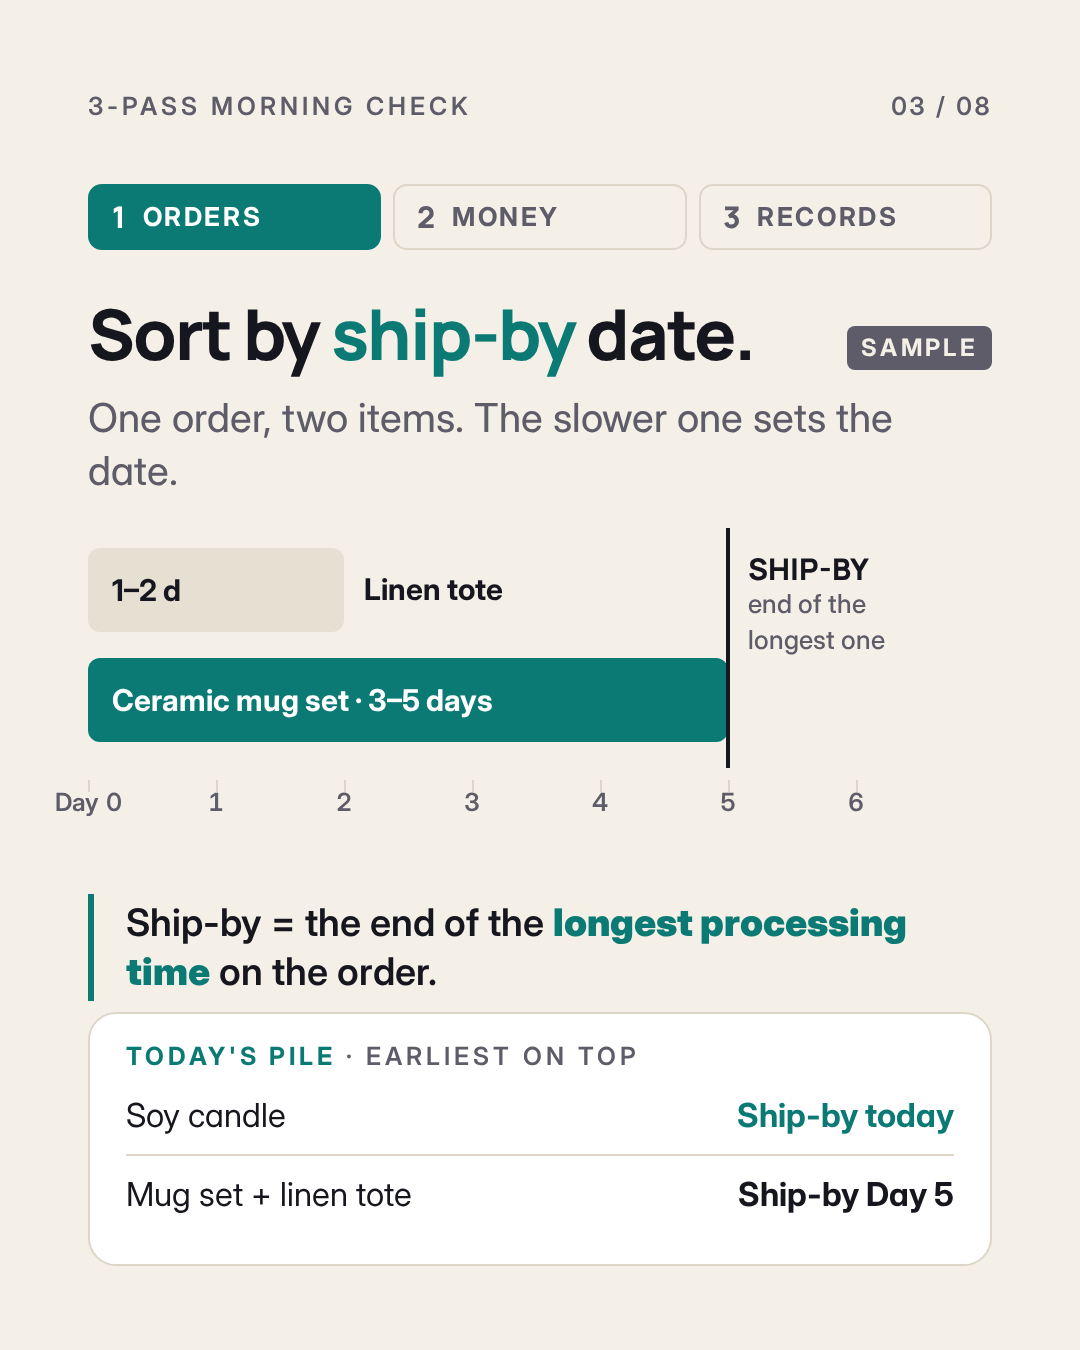 3-PASS MORNING CHECK
03 / 08
1 ORDERS
2 MONEY
3 RECORDS
Sort by ship-by date.
SAMPLE
One order, two items. The slower one sets the
date.
1–2 d
Linen tote
SHIP-BY
end of the
longest one
Ceramic mug set · 3–5 days
Day 0 1 2 3 4 5 6
Ship-by = the end of the longest processing
time on the order.
TODAY'S PILE · EARLIEST ON TOP
Soy candle
Ship-by today
Mug set + linen tote
Ship-by Day 5